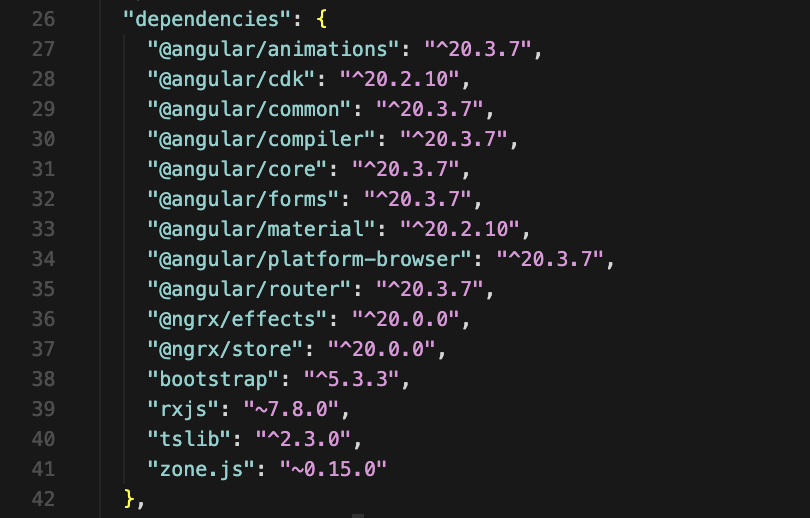 26 "dependencies": {
27 "@angular/animations": "^20.3.7",
28 "@angular/cdk": "^20.2.10",
29 "@angular/common": "^20.3.7",
30 "@angular/compiler": "^20.3.7",
31 "@angular/core": "^20.3.7",
32 "@angular/forms": "^20.3.7",
33 "@angular/material": "^20.2.10",
34 "@angular/platform-browser": "^20.3.7",
35 "@angular/router": "^20.3.7",
36 "@ngrx/effects": "^20.0.0",
37 "@ngrx/store": "^20.0.0",
38 "bootstrap": "^5.3.3",
39 "rxjs": "~7.8.0",
40 "tslib": "^2.3.0",
41 "zone.js": "~0.15.0"
42 },